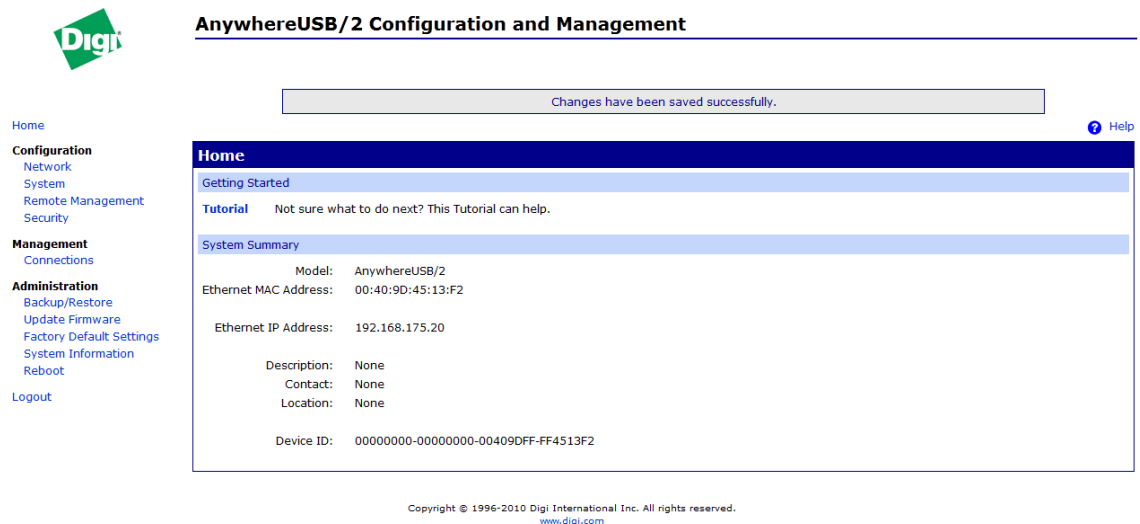 Digi
AnywhereUSB/2 Configuration and Management
Changes have been saved successfully.
Help
Home
Configuration
Network
System
Remote Management
Security
Management
Connections
Administration
Backup/Restore
Update Firmware
Factory Default Settings
System Information
Reboot
Logout
Home
Getting Started
Tutorial Not sure what to do next? This Tutorial can help.
System Summary
Model: AnywhereUSB/2
Ethernet MAC Address: 00:40:9D:45:13:F2
Ethernet IP Address: 192.168.175.20
Description: None
Contact: None
Location: None
Device ID: 00000000-00000000-00409DFF-FF4513F2
Copyright © 1996-2010 Digi International Inc. All rights reserved.
www.digi.com